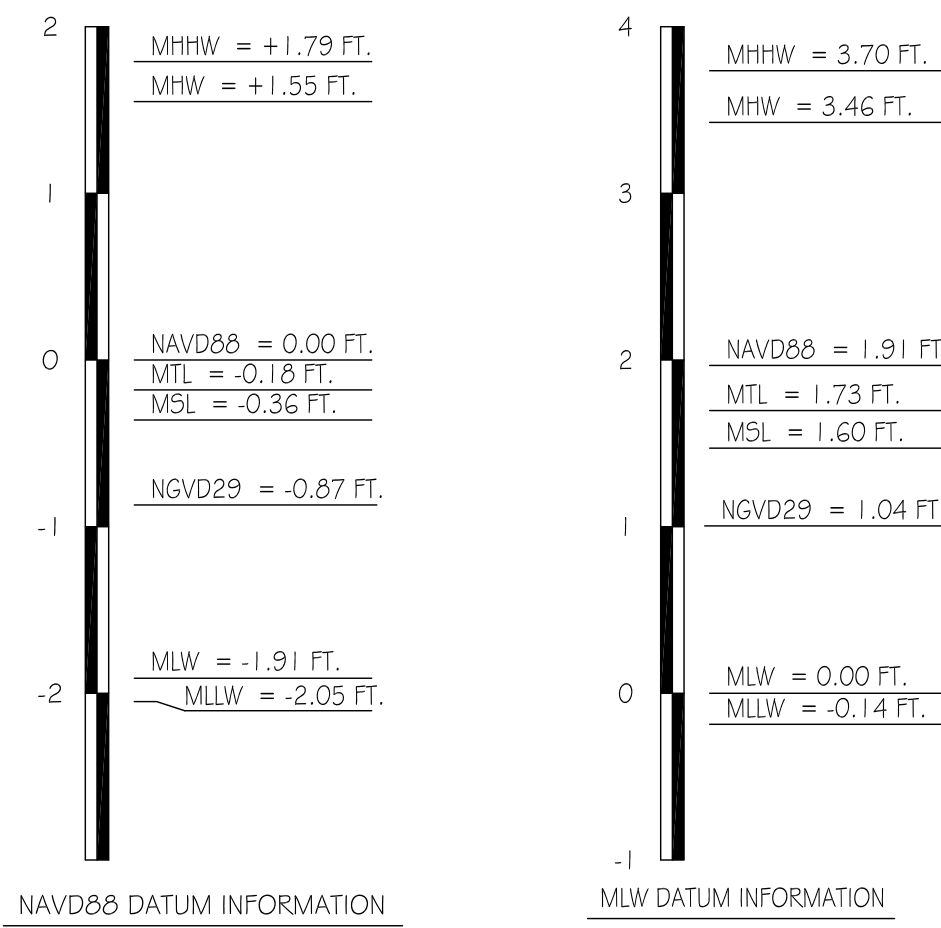 2
MHHW = +1.79 FT.
MHW = +1.55 FT.
1
NAVD88 = 0.00 FT.
0
MTL = -0.18 FT.
MSL = -0.36 FT.
NGVD29 = -0.87 FT.
-1
MLW = -1.91 FT.
-2
MLLW = -2.05 FT.
NAVD88 DATUM INFORMATION
4
MHHW = 3.70 FT.
MHW = 3.46 FT.
3
NAVD88 = 1.91 FT
2
MTL = 1.73 FT.
MSL = 1.60 FT.
NGVD29 = 1.04 FT
1
MLW = 0.00 FT.
0
MLLW = -0.14 FT.
-1
MLW DATUM INFORMATION